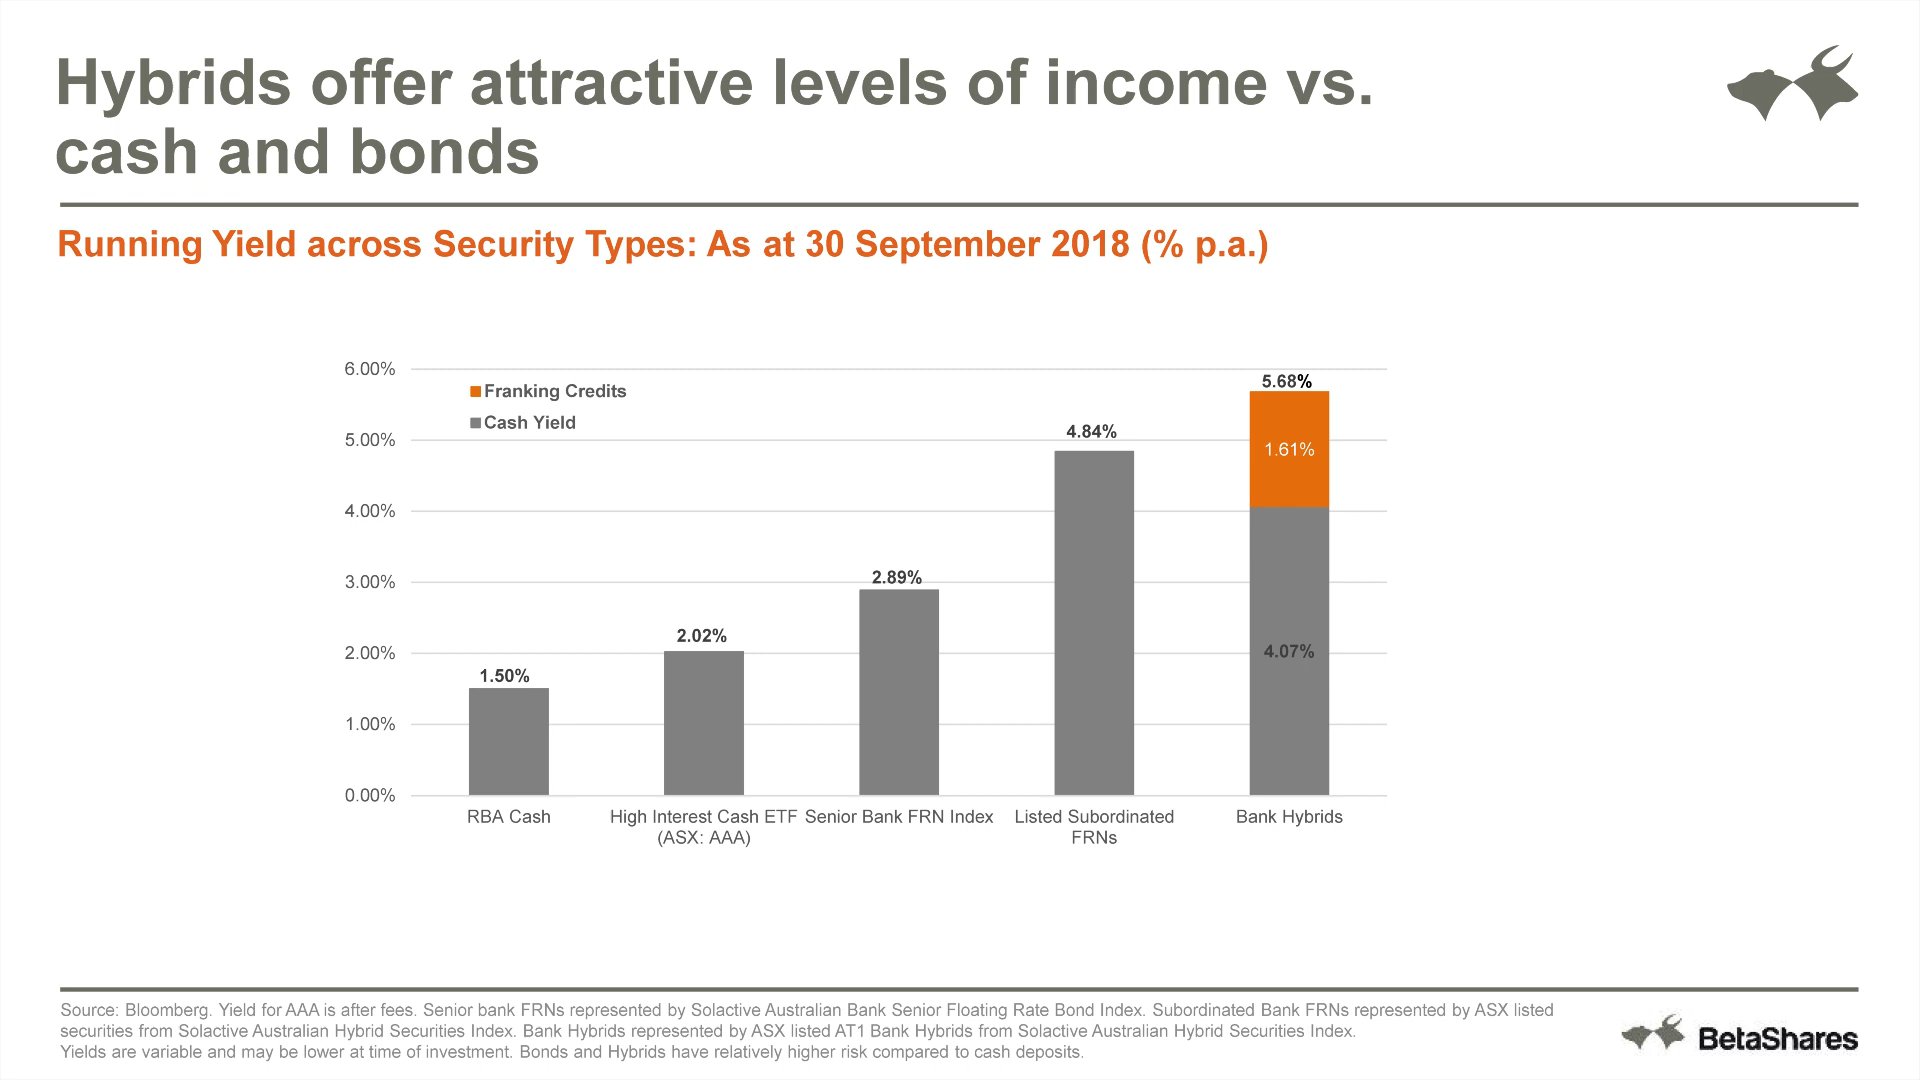 Hybrids offer attractive levels of income vs.
cash and bonds
Running Yield across Security Types: As at 30 September 2018 (% p.a.)
6.00%
5.00%
4.00%
3.00%
2.00%
1.00%
0.00%
Franking Credits
Cash Yield
1.50%
2.02%
2.89%
4.84%
5.68%
1.61%
4.07%
RBA Cash
High Interest Cash ETF
(ASX: AAA)
Senior Bank FRN Index
Listed Subordinated
FRNs
Bank Hybrids
Source: Bloomberg. Yield for AAA is after fees. Senior bank FRNs represented by Solactive Australian Bank Senior Floating Rate Bond Index. Subordinated Bank FRNs represented by ASX listed
securities from Solactive Australian Hybrid Securities Index. Bank Hybrids represented by ASX listed AT1 Bank Hybrids from Solactive Australian Hybrid Securities Index.
Yields are variable and may be lower at time of investment. Bonds and Hybrids have relatively higher risk compared to cash deposits.
BetaShares